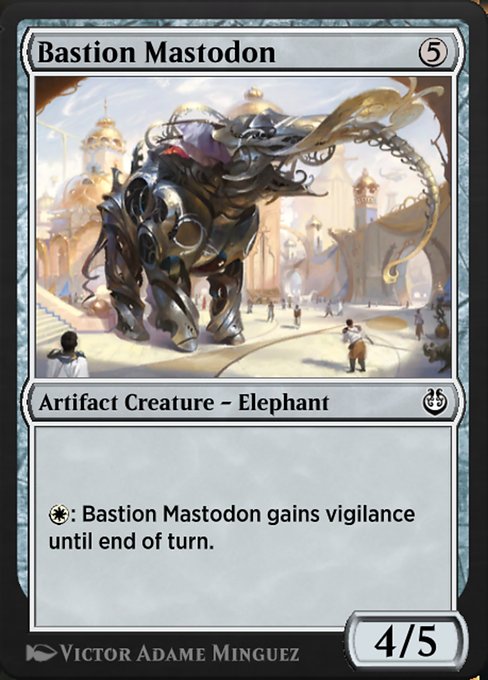 Bastion Mastodon 5
Artifact Creature – Elephant
: Bastion Mastodon gains vigilance
until end of turn.
4/5
Victor Adame Minguez